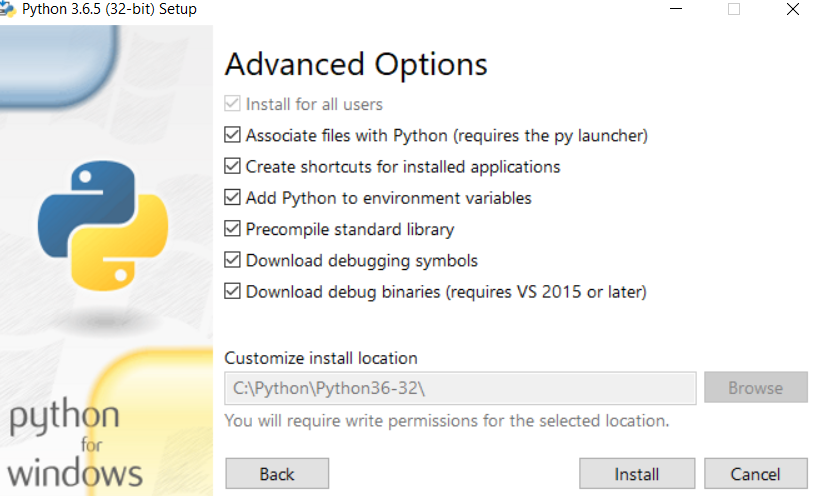 Python 3.6.5 (32-bit) Setup
Advanced Options
Install for all users
Associate files with Python (requires the py launcher)
Create shortcuts for installed applications
Add Python to environment variables
Precompile standard library
Download debugging symbols
Download debug binaries (requires VS 2015 or later)
Customize install location
C:\Python\Python36-32\
Browse
You will require write permissions for the selected location.
python
for
windows
Back
Install
Cancel